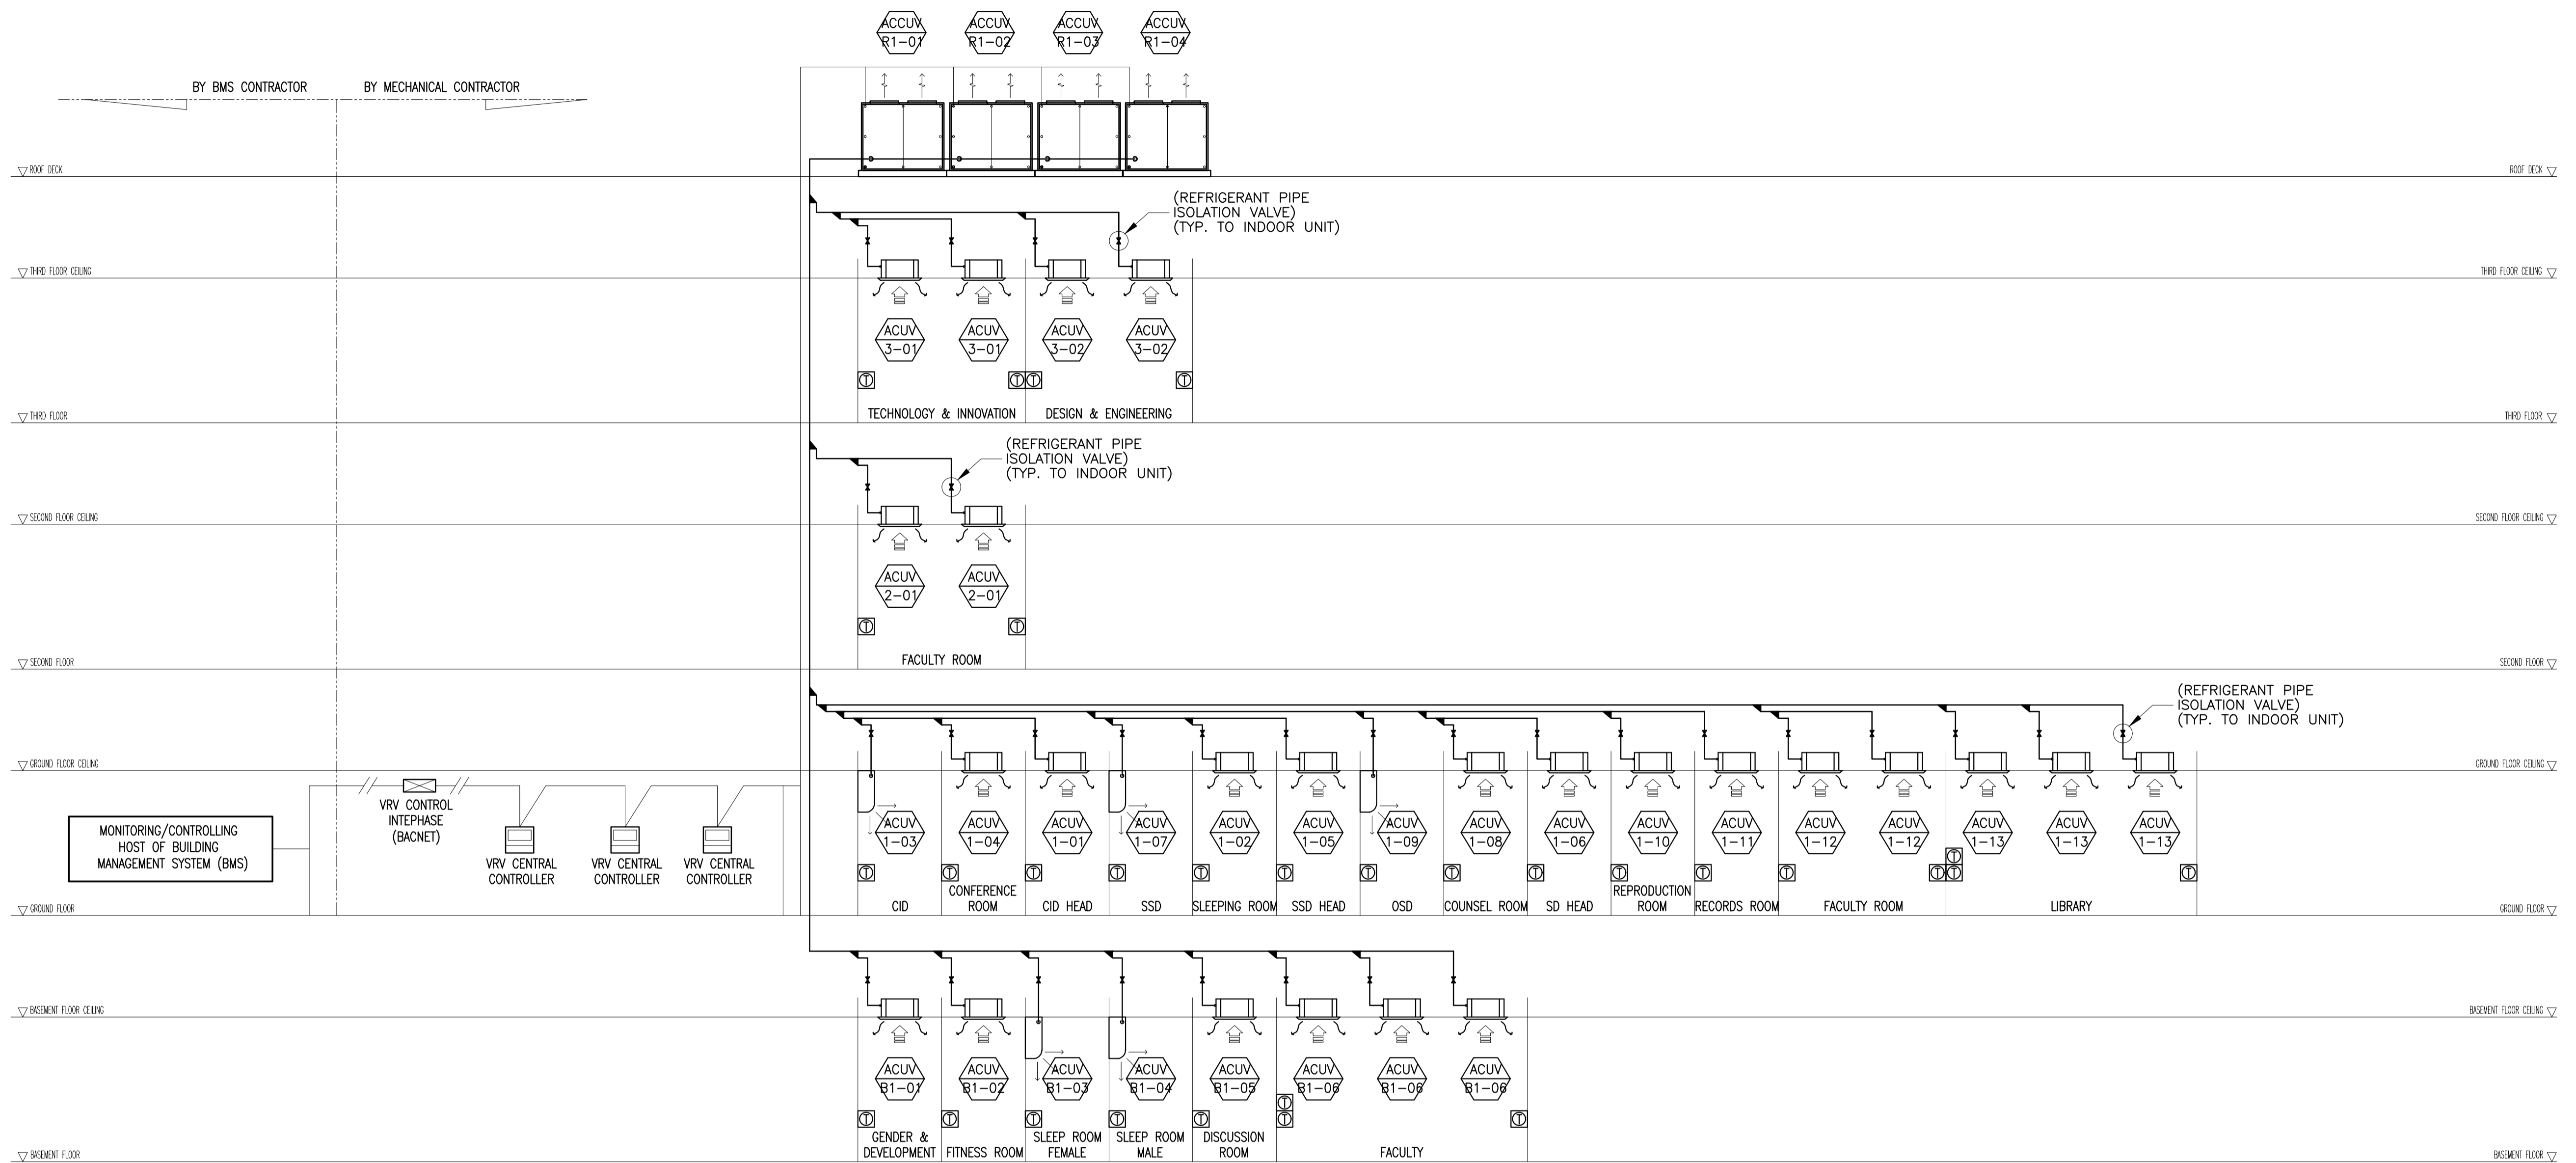 ACCUV ACCUV ACCUV ACCUV
R1-01 R1-02 R1-03 R1-04
BY BMS CONTRACTOR BY MECHANICAL CONTRACTOR
ROOF DECK ROOF DECK
(REFRIGERANT PIPE
ISOLATION VALVE)
(TYP. TO INDOOR UNIT)
THIRD FLOOR CEILING THIRD FLOOR CEILING
ACUV ACUV ACUV ACUV
3-01 3-01 3-02 3-02
T T T T
TECHNOLOGY & INNOVATION DESIGN & ENGINEERING
THIRD FLOOR THIRD FLOOR
(REFRIGERANT PIPE
ISOLATION VALVE)
(TYP. TO INDOOR UNIT)
SECOND FLOOR CEILING SECOND FLOOR CEILING
ACUV ACUV
2-01 2-01
T T
FACULTY ROOM
SECOND FLOOR SECOND FLOOR
(REFRIGERANT PIPE
ISOLATION VALVE)
(TYP. TO INDOOR UNIT)
GROUND FLOOR CEILING GROUND FLOOR CEILING
VRV CONTROL
INTEPHASE
(BACNET)
MONITORING/CONTROLLING
HOST OF BUILDING
MANAGEMENT SYSTEM (BMS)
VRV CENTRAL
CONTROLLER
VRV CENTRAL
CONTROLLER
VRV CENTRAL
CONTROLLER
ACUV ACUV ACUV ACUV ACUV ACUV ACUV ACUV ACUV ACUV ACUV ACUV ACUV ACUV ACUV ACUV
1-03 1-04 1-01 1-07 1-02 1-05 1-09 1-08 1-06 1-10 1-11 1-12 1-12 1-13 1-13 1-13
T
T T T T T T T T T T T T T T T
CID
CONFERENCE
ROOM
CID HEAD
SSD
SLEEPING ROOM
SSD HEAD
OSD
COUNSEL ROOM
SD HEAD
REPRODUCTION
ROOM
RECORDS ROOM
FACULTY ROOM
LIBRARY
GROUND FLOOR GROUND FLOOR
BASEMENT FLOOR CEILING BASEMENT FLOOR CEILING
ACUV ACUV ACUV ACUV ACUV ACUV ACUV ACUV
B1-01 B1-02 B1-03 B1-04 B1-05 B1-06 B1-06 B1-06
T
T T T T T T T
GENDER &
DEVELOPMENT
FITNESS ROOM
SLEEP ROOM
FEMALE
SLEEP ROOM
MALE
DISCUSSION
ROOM
FACULTY
BASEMENT FLOOR BASEMENT FLOOR